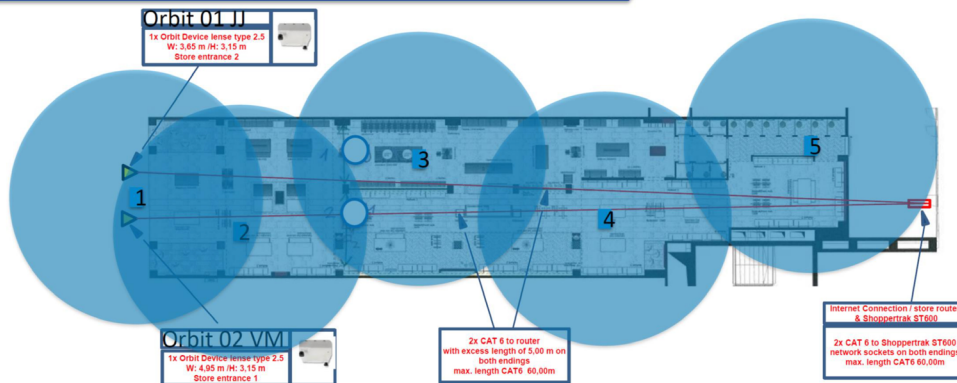 Orbit 01 JJ
1x Orbit Device lense type 2.5
W: 3,65 m /H: 3,15 m
Store entrance 2
1
2
3
4
5
Orbit 02 VM
1x Orbit Device lense type 2.5
W: 4,95 m /H: 3,15 m
Store entrance 1
2x CAT 6 to router
with excess length of 5,00 m on
both endings
max. length CAT6 60,00m
Internet Connection / store route
& Shoppertrak ST600
2x CAT 6 to Shoppertrak ST600
network sockets on both endings
max. length CAT6 60,00m